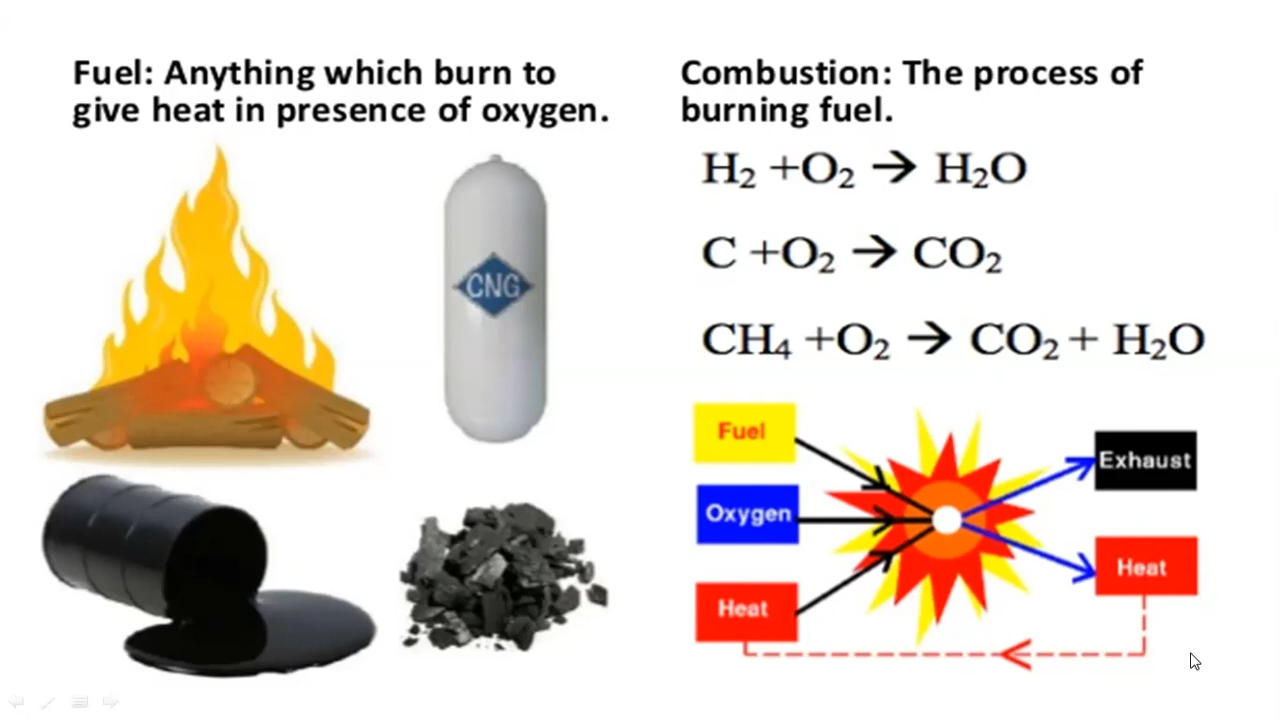 Fuel: Anything which burn to
give heat in presence of oxygen.
CNG
Combustion: The process of
burning fuel.
H₂ +O₂ → H₂O
C +O₂ → CO₂
CH₄ +O₂ → CO₂ + H₂O
Fuel
Oxygen
Heat
Exhaust
Heat